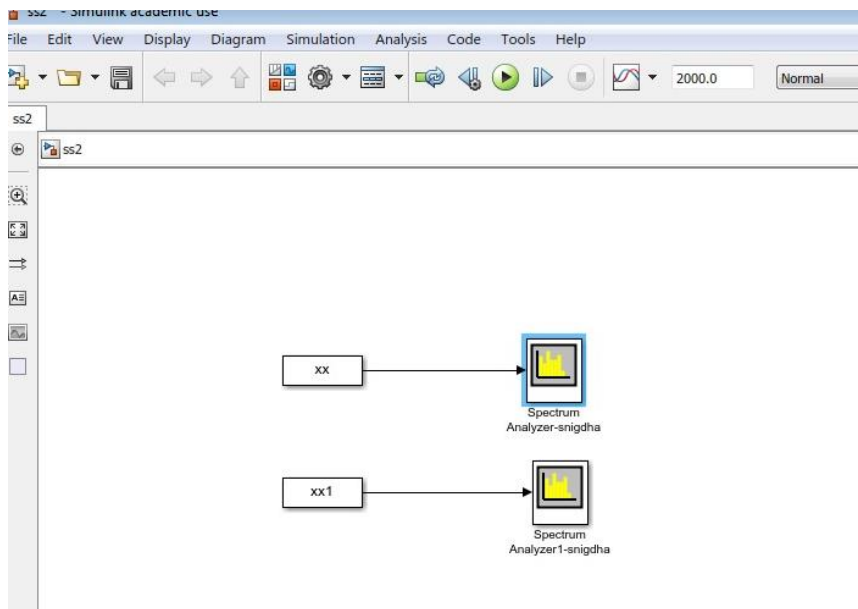 ss2 - Simulink academic use
File Edit View Display Diagram Simulation Analysis Code Tools Help
2000.0 Normal
ss2
ss2
xx
Spectrum
Analyzer-snigdha
xx1
Spectrum
Analyzer1-snigdha